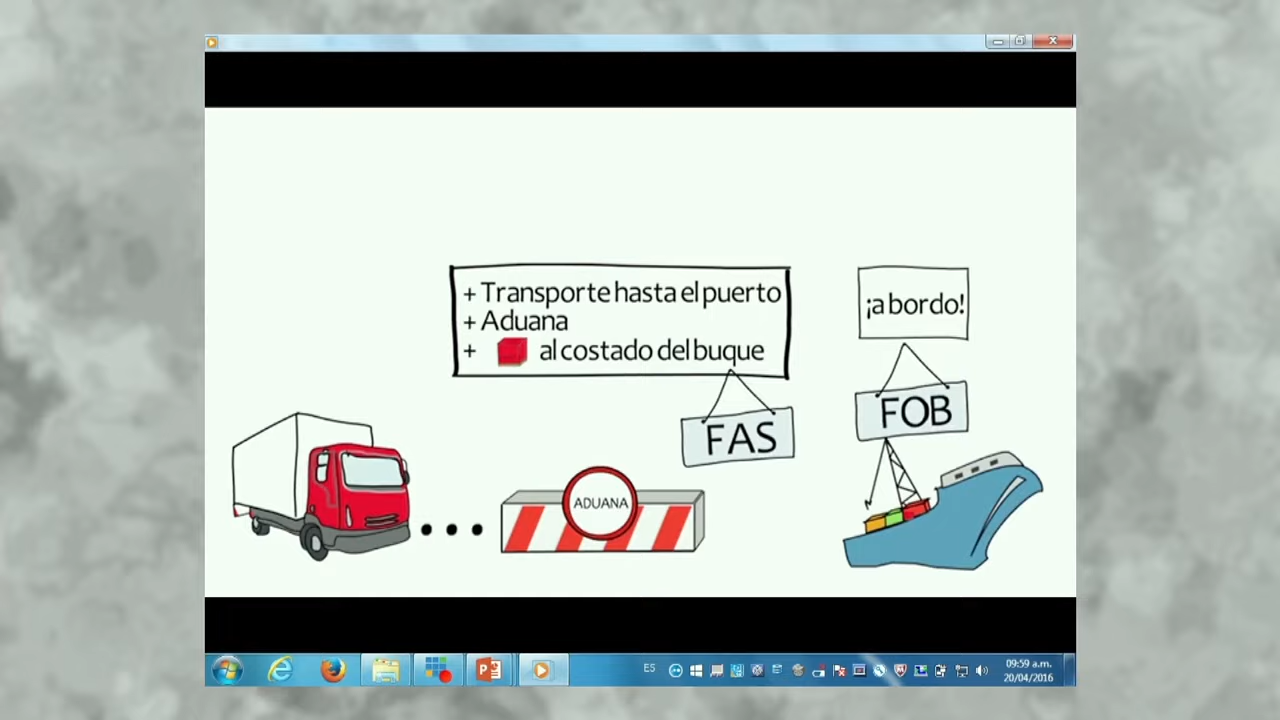 + Transporte hasta el puerto
+ Aduana
+ al costado del buque
¡a bordo!
FAS
FOB
ADUANA
ES
09:59 a.m.
20/04/2016